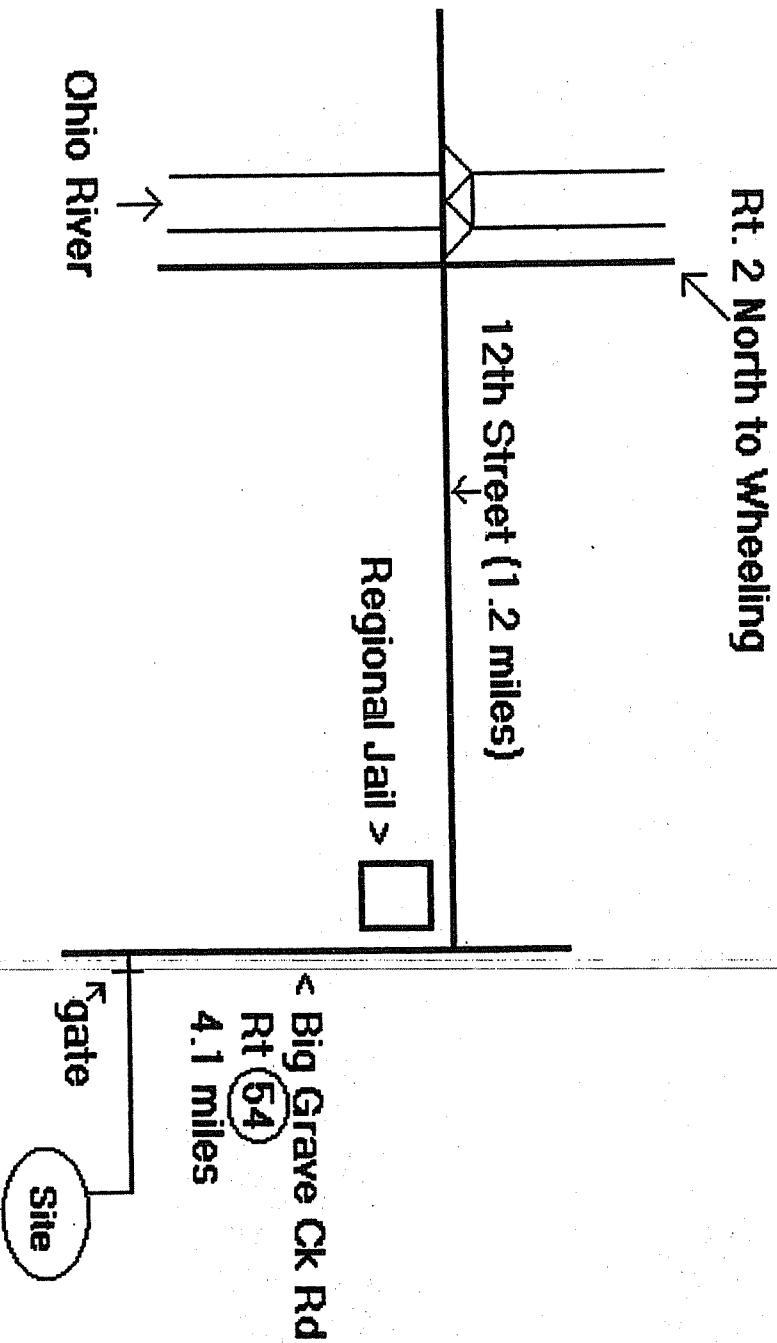 Rt. 2 North to Wheeling
12th Street (1.2 miles)
Regional Jail >
Ohio River
< Big Grave Ck Rd
Rt 54
4.1 miles
gate
Site